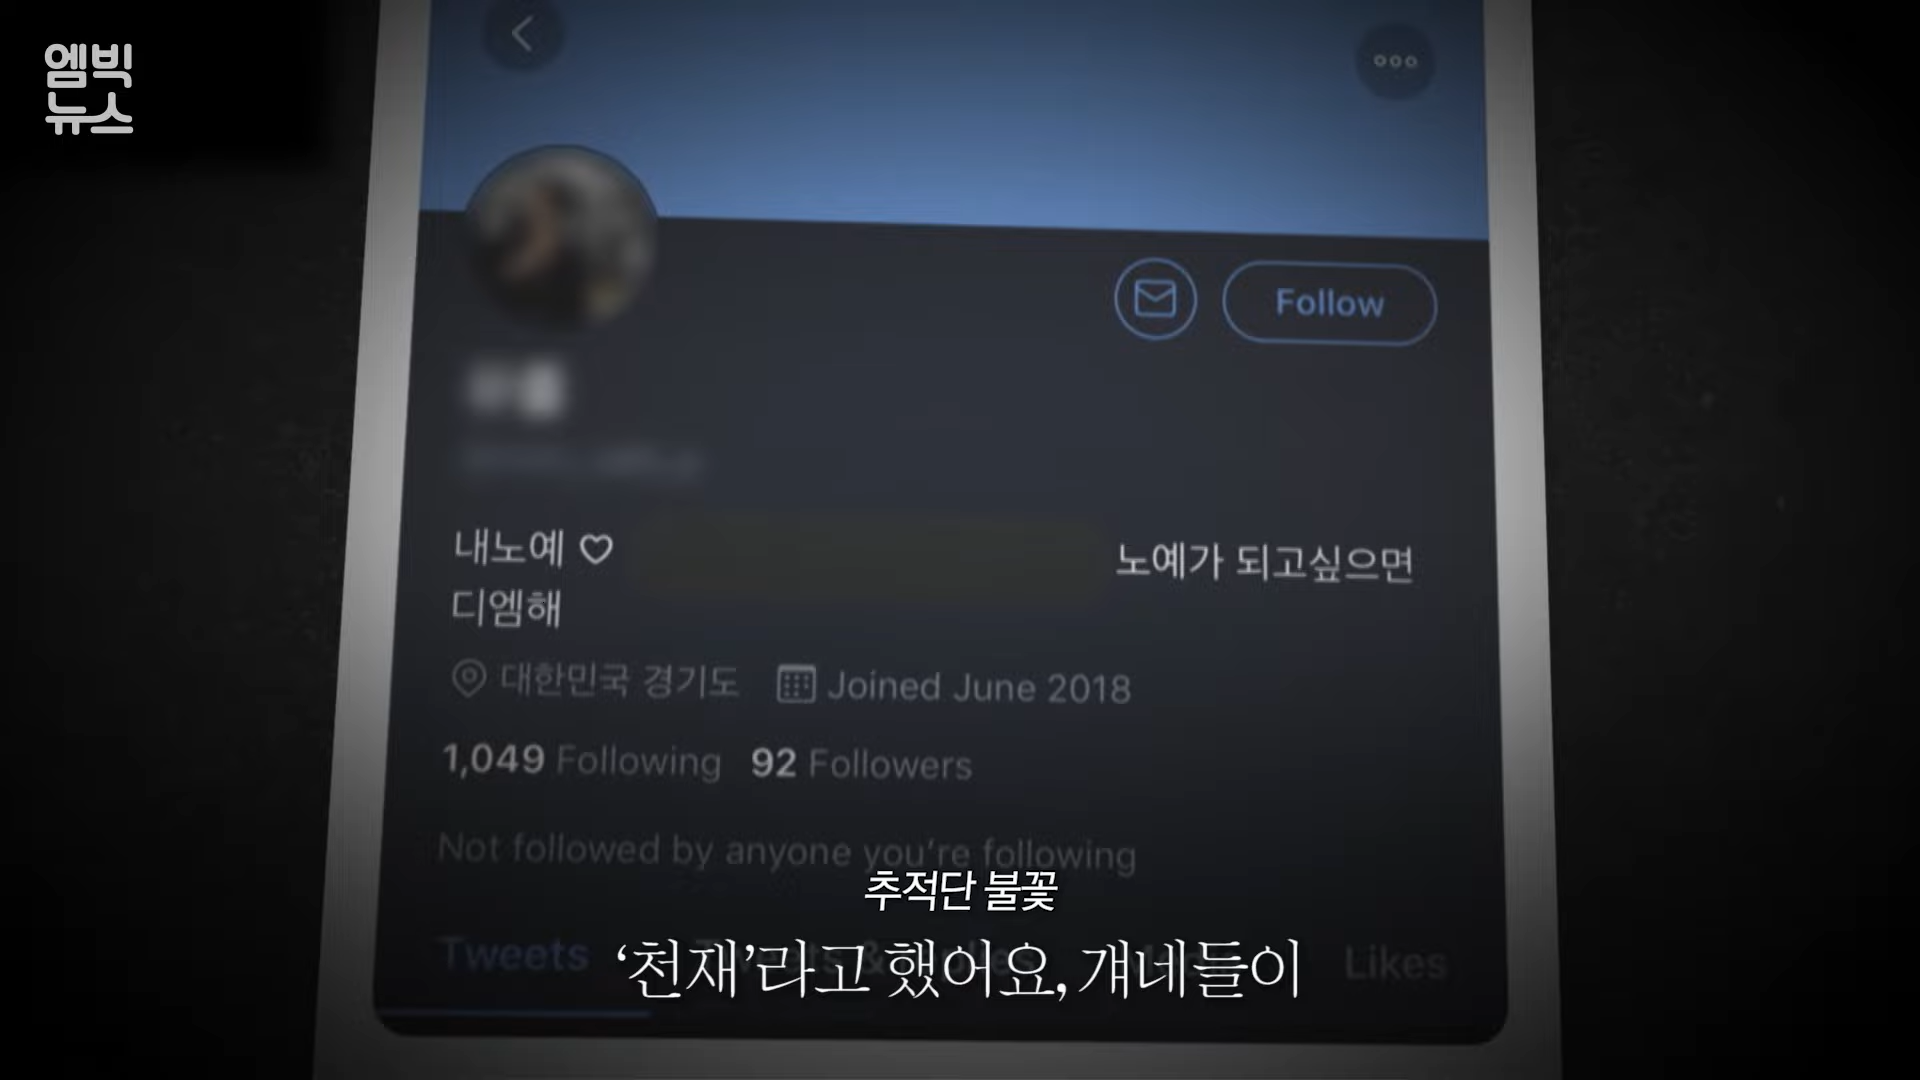 엠빅
뉴스
Follow
내노예 ♡ 노예가 되고싶으면
디엠해
대한민국 경기도 Joined June 2018
1,049 Following 92 Followers
Not followed by anyone you're following
Tweets Likes
추적단 불꽃
‘천재’라고 했어요, 걔네들이